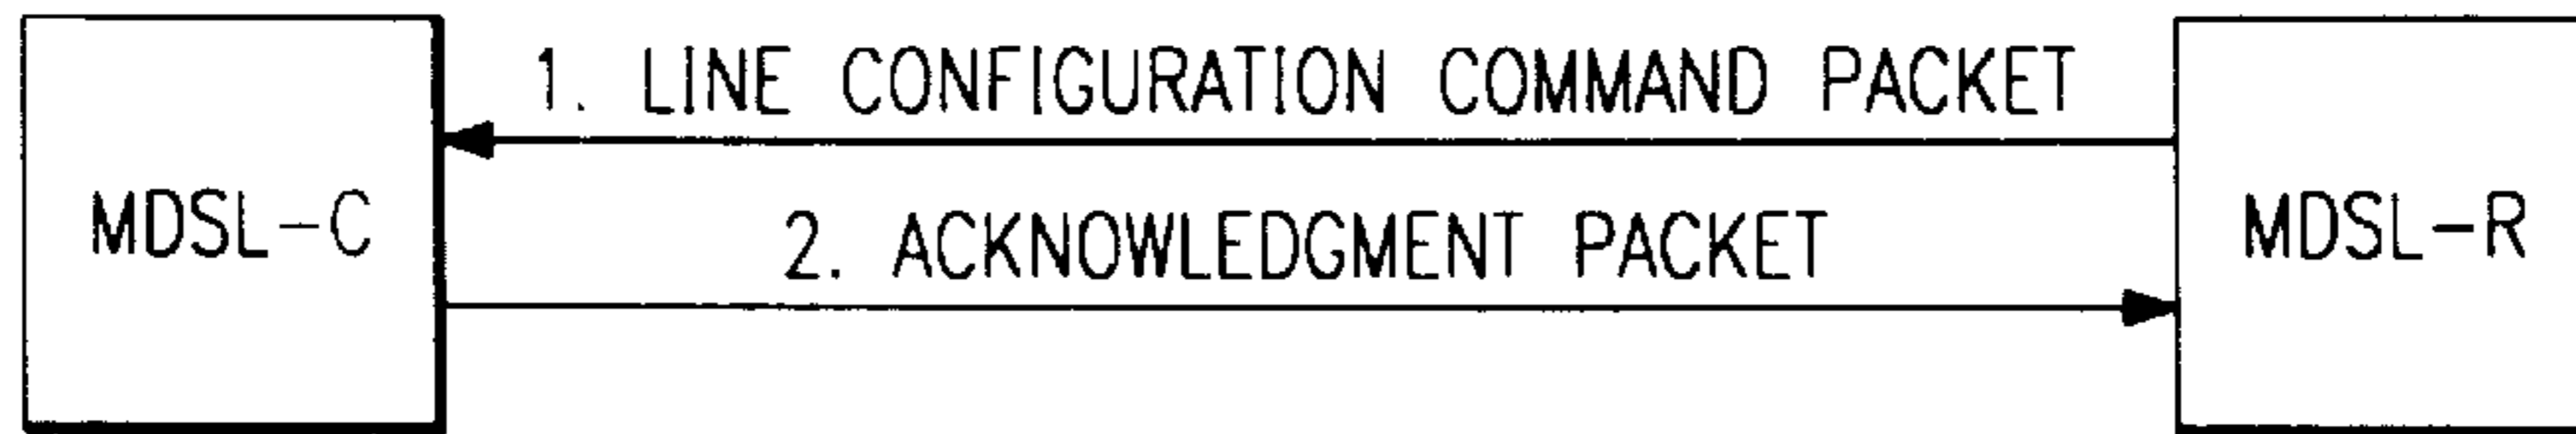 1. LINE CONFIGURATION COMMAND PACKET
MDSL-C
2. ACKNOWLEDGMENT PACKET
MDSL-R